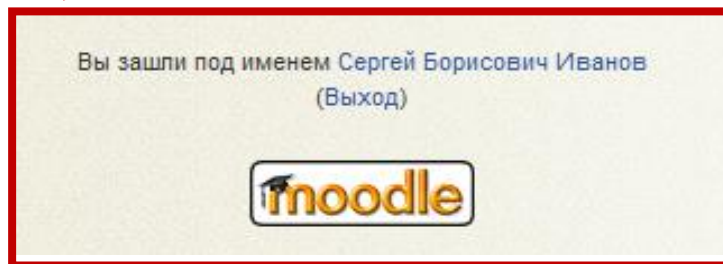 Вы зашли под именем Сергей Борисович Иванов
(Выход)
moodle